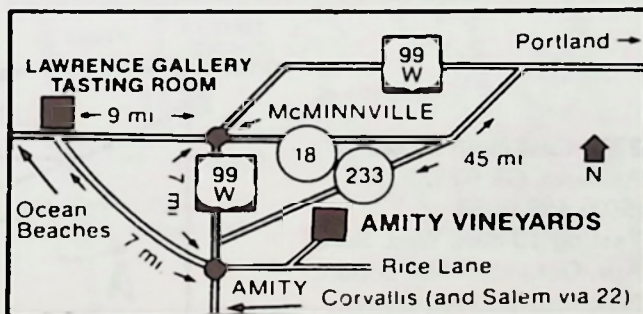 99
W
Portland
LAWRENCE GALLERY
TASTING ROOM
9 mi
McMINNVILLE
18
233
45 mi
N
7 mi
99
W
Ocean
Beaches
7 mi.
AMITY VINEYARDS
Rice Lane
AMITY
Corvallis (and Salem via 22)